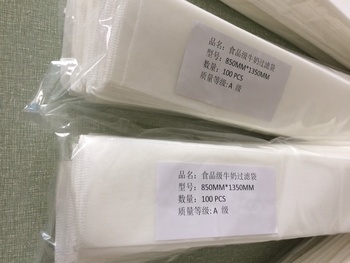 品名：食品级牛奶过滤袋
型号：850MM*1350MM
数量：100 PCS
质量等级: A 级
品名：食品级牛奶过滤袋
型号：850MM*1350MM
数量：100 PCS
质量等级: A 级